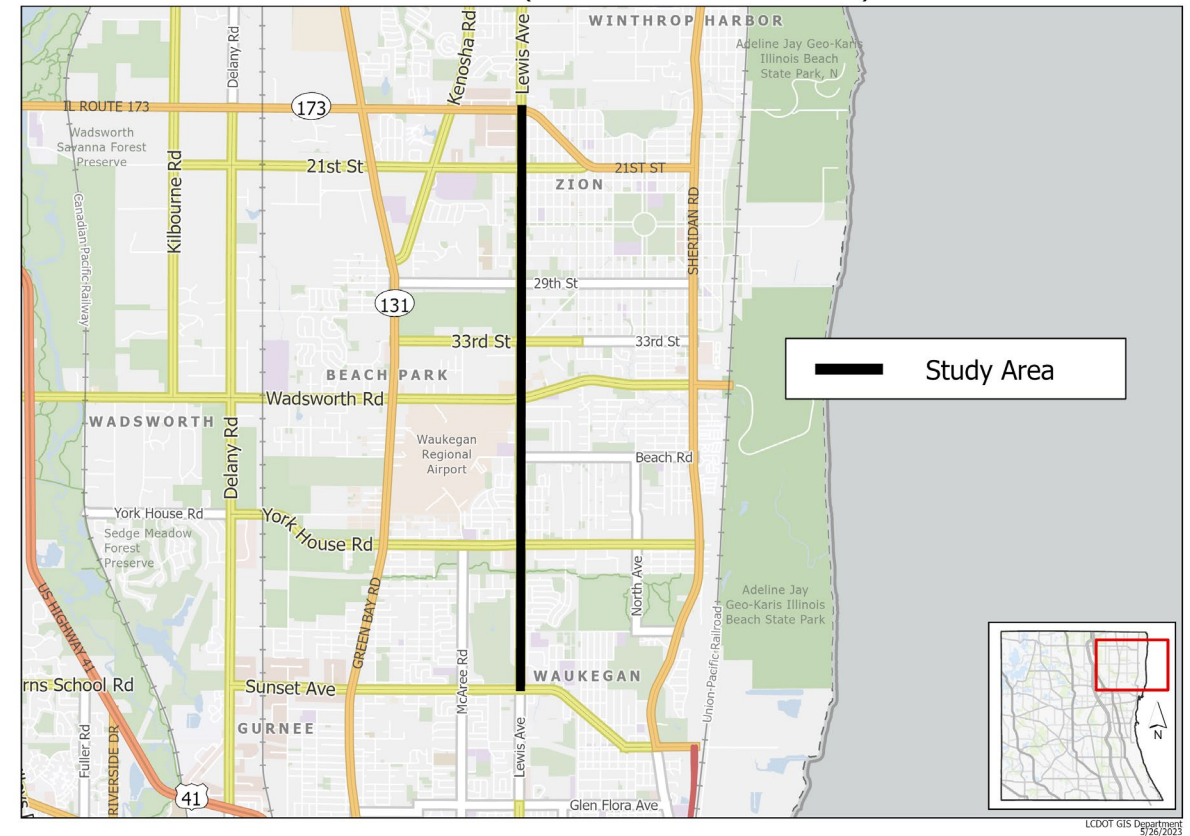 WINTHROP HARBOR
Kenosha Rd
Lewis Ave
Delany Rd
Adeline Jay Geo-Karis
Illinois Beach
State Park, N
IL ROUTE 173
173
Wadsworth
Savanna Forest
Preserve
Kilbourne Rd
21st St
21ST ST
ZION
Canadian Pacific Railway
SHERIDAN RD
29th St
131
33rd St
33rd St
Study Area
BEACH PARK
Wadsworth Rd
WADSWORTH
Delany Rd
Waukegan
Regional
Airport
Beach Rd
York House Rd
York House Rd
Sedge Meadow
Forest
Preserve
North Ave
Adeline Jay
Geo-Karis Illinois
Beach State Park
US HIGHWAY 41
GREEN BAY RD
Union Pacific Railroad
McAree Rd
WAUKEGAN
rns School Rd
Sunset Ave
GURNEE
Fuller Rd
RIVERSIDE DR
Lewis Ave
N
41
Glen Flora Ave
LCDOT GIS Department
5/26/2023